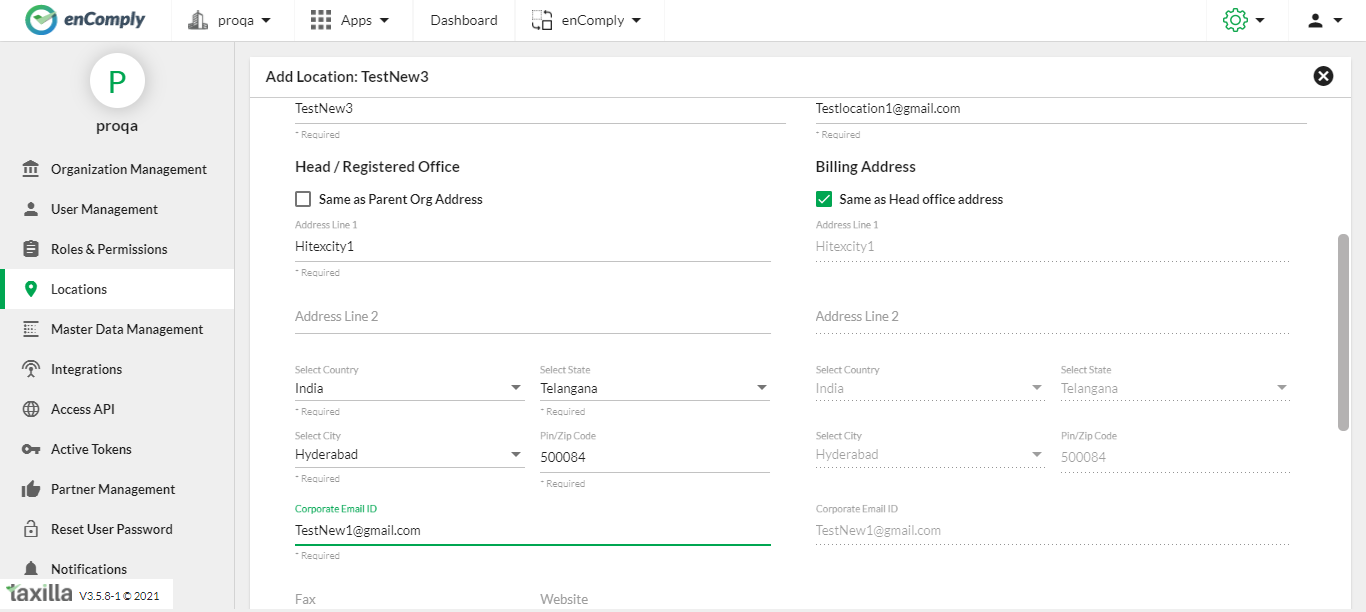 enComply proqa Apps Dashboard enComply
P
proqa
Organization Management
User Management
Roles & Permissions
Locations
Master Data Management
Integrations
Access API
Active Tokens
Partner Management
Reset User Password
Notifications
taxilla V3.5.8-1 © 2021
Add Location: TestNew3
TestNew3 Testlocation1@gmail.com
* Required * Required
Head / Registered Office Billing Address
Same as Parent Org Address Same as Head office address
Address Line 1 Address Line 1
Hitexcity1 Hitexcity1
* Required
Address Line 2 Address Line 2
Select Country Select State Select Country Select State
India Telangana India Telangana
* Required * Required
Select City Pin/Zip Code Select City Pin/Zip Code
Hyderabad 500084 Hyderabad 500084
* Required * Required
Corporate Email ID Corporate Email ID
TestNew1@gmail.com TestNew1@gmail.com
* Required
Fax Website